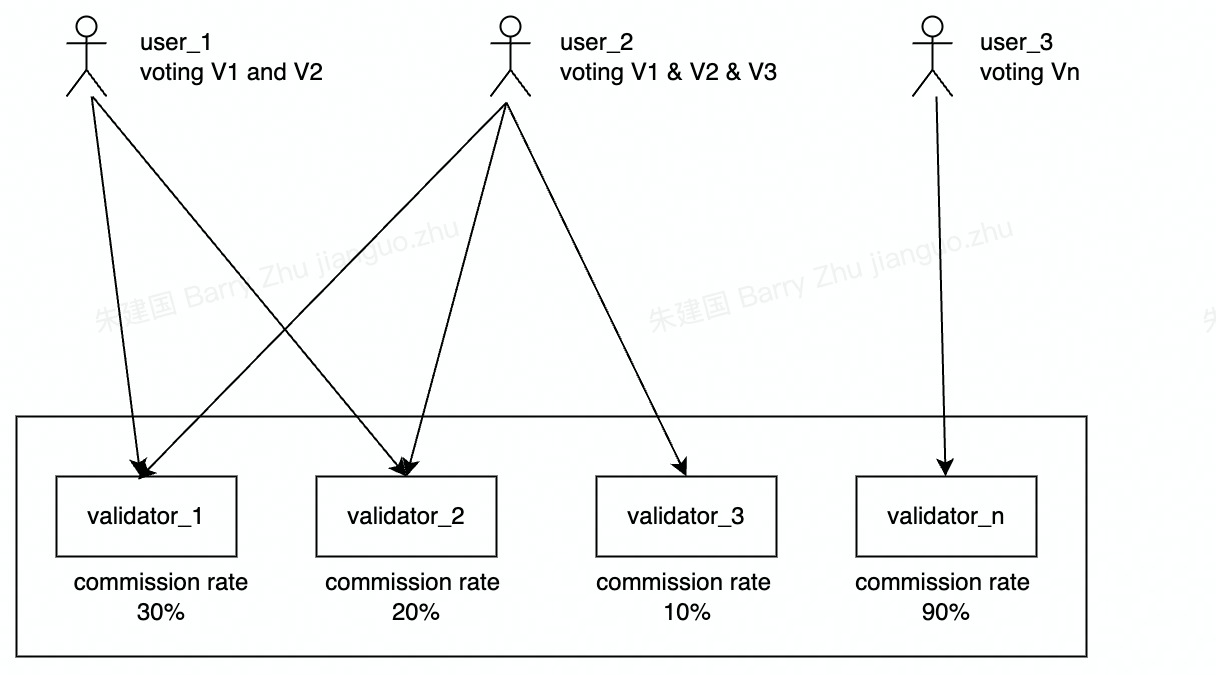 user_1
voting V1 and V2
user_2
voting V1 & V2 & V3
user_3
voting Vn
朱建国 Barry Zhu jianguo.zhu
朱建国 Barry Zhu jianguo.zhu
validator_1
validator_2
validator_3
validator_n
commission rate
30%
commission rate
20%
commission rate
10%
commission rate
90%